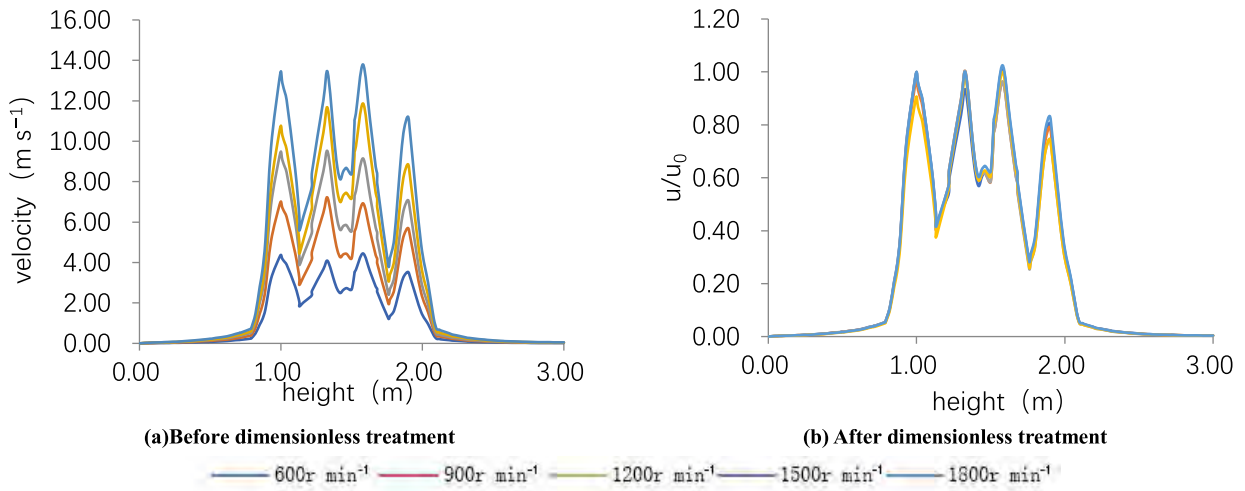 16.00
14.00
12.00
10.00
8.00
6.00
4.00
2.00
0.00
velocity（m s−1）
0.00 1.00 2.00 3.00
height（m）
(a)Before dimensionless treatment
1.20
1.00
0.80
0.60
0.40
0.20
0.00
u/u0
0.00 1.00 2.00 3.00
height（m）
(b) After dimensionless treatment
600r min-1 900r min-1 1200r min-1 1500r min-1 1800r min-1